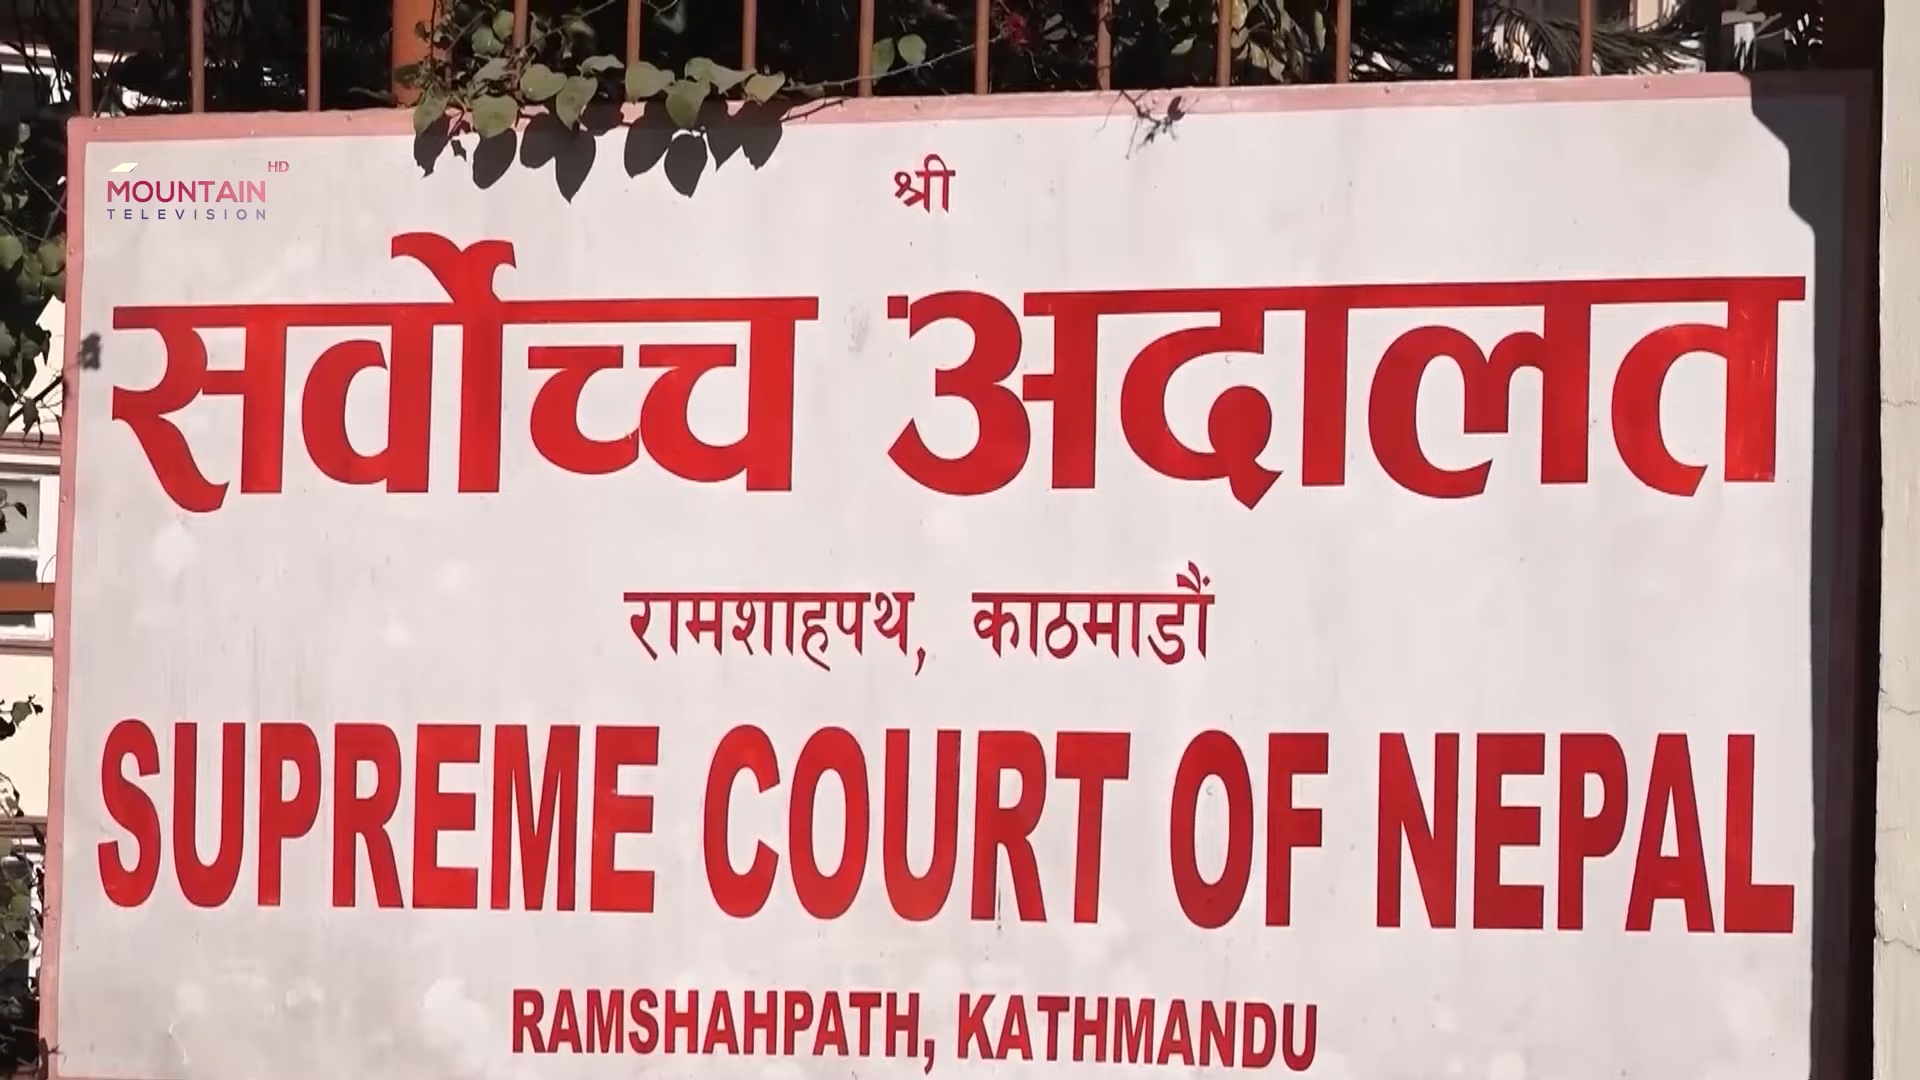 HD
MOUNTAIN
TELEVISION
श्री
सर्वोच्च अदालत
रामशाहपथ, काठमाडौं
SUPREME COURT OF NEPAL
RAMSHAHPATH, KATHMANDU